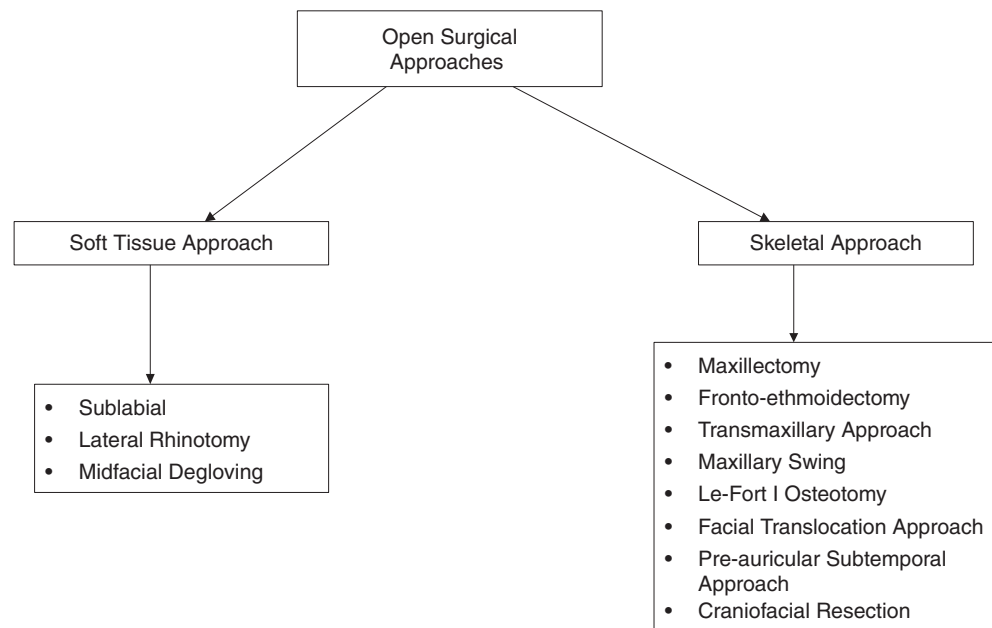 Open Surgical
Approaches
Soft Tissue Approach
Skeletal Approach
• Sublabial
• Lateral Rhinotomy
• Midfacial Degloving
• Maxillectomy
• Fronto-ethmoidectomy
• Transmaxillary Approach
• Maxillary Swing
• Le-Fort I Osteotomy
• Facial Translocation Approach
• Pre-auricular Subtemporal
Approach
• Craniofacial Resection